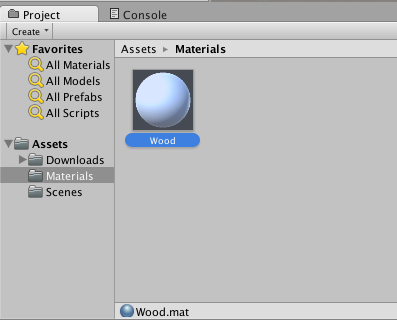 Project
Console
Create
Favorites
All Materials
All Models
All Prefabs
All Scripts
Assets
Downloads
Materials
Scenes
Assets Materials
Wood
Wood.mat